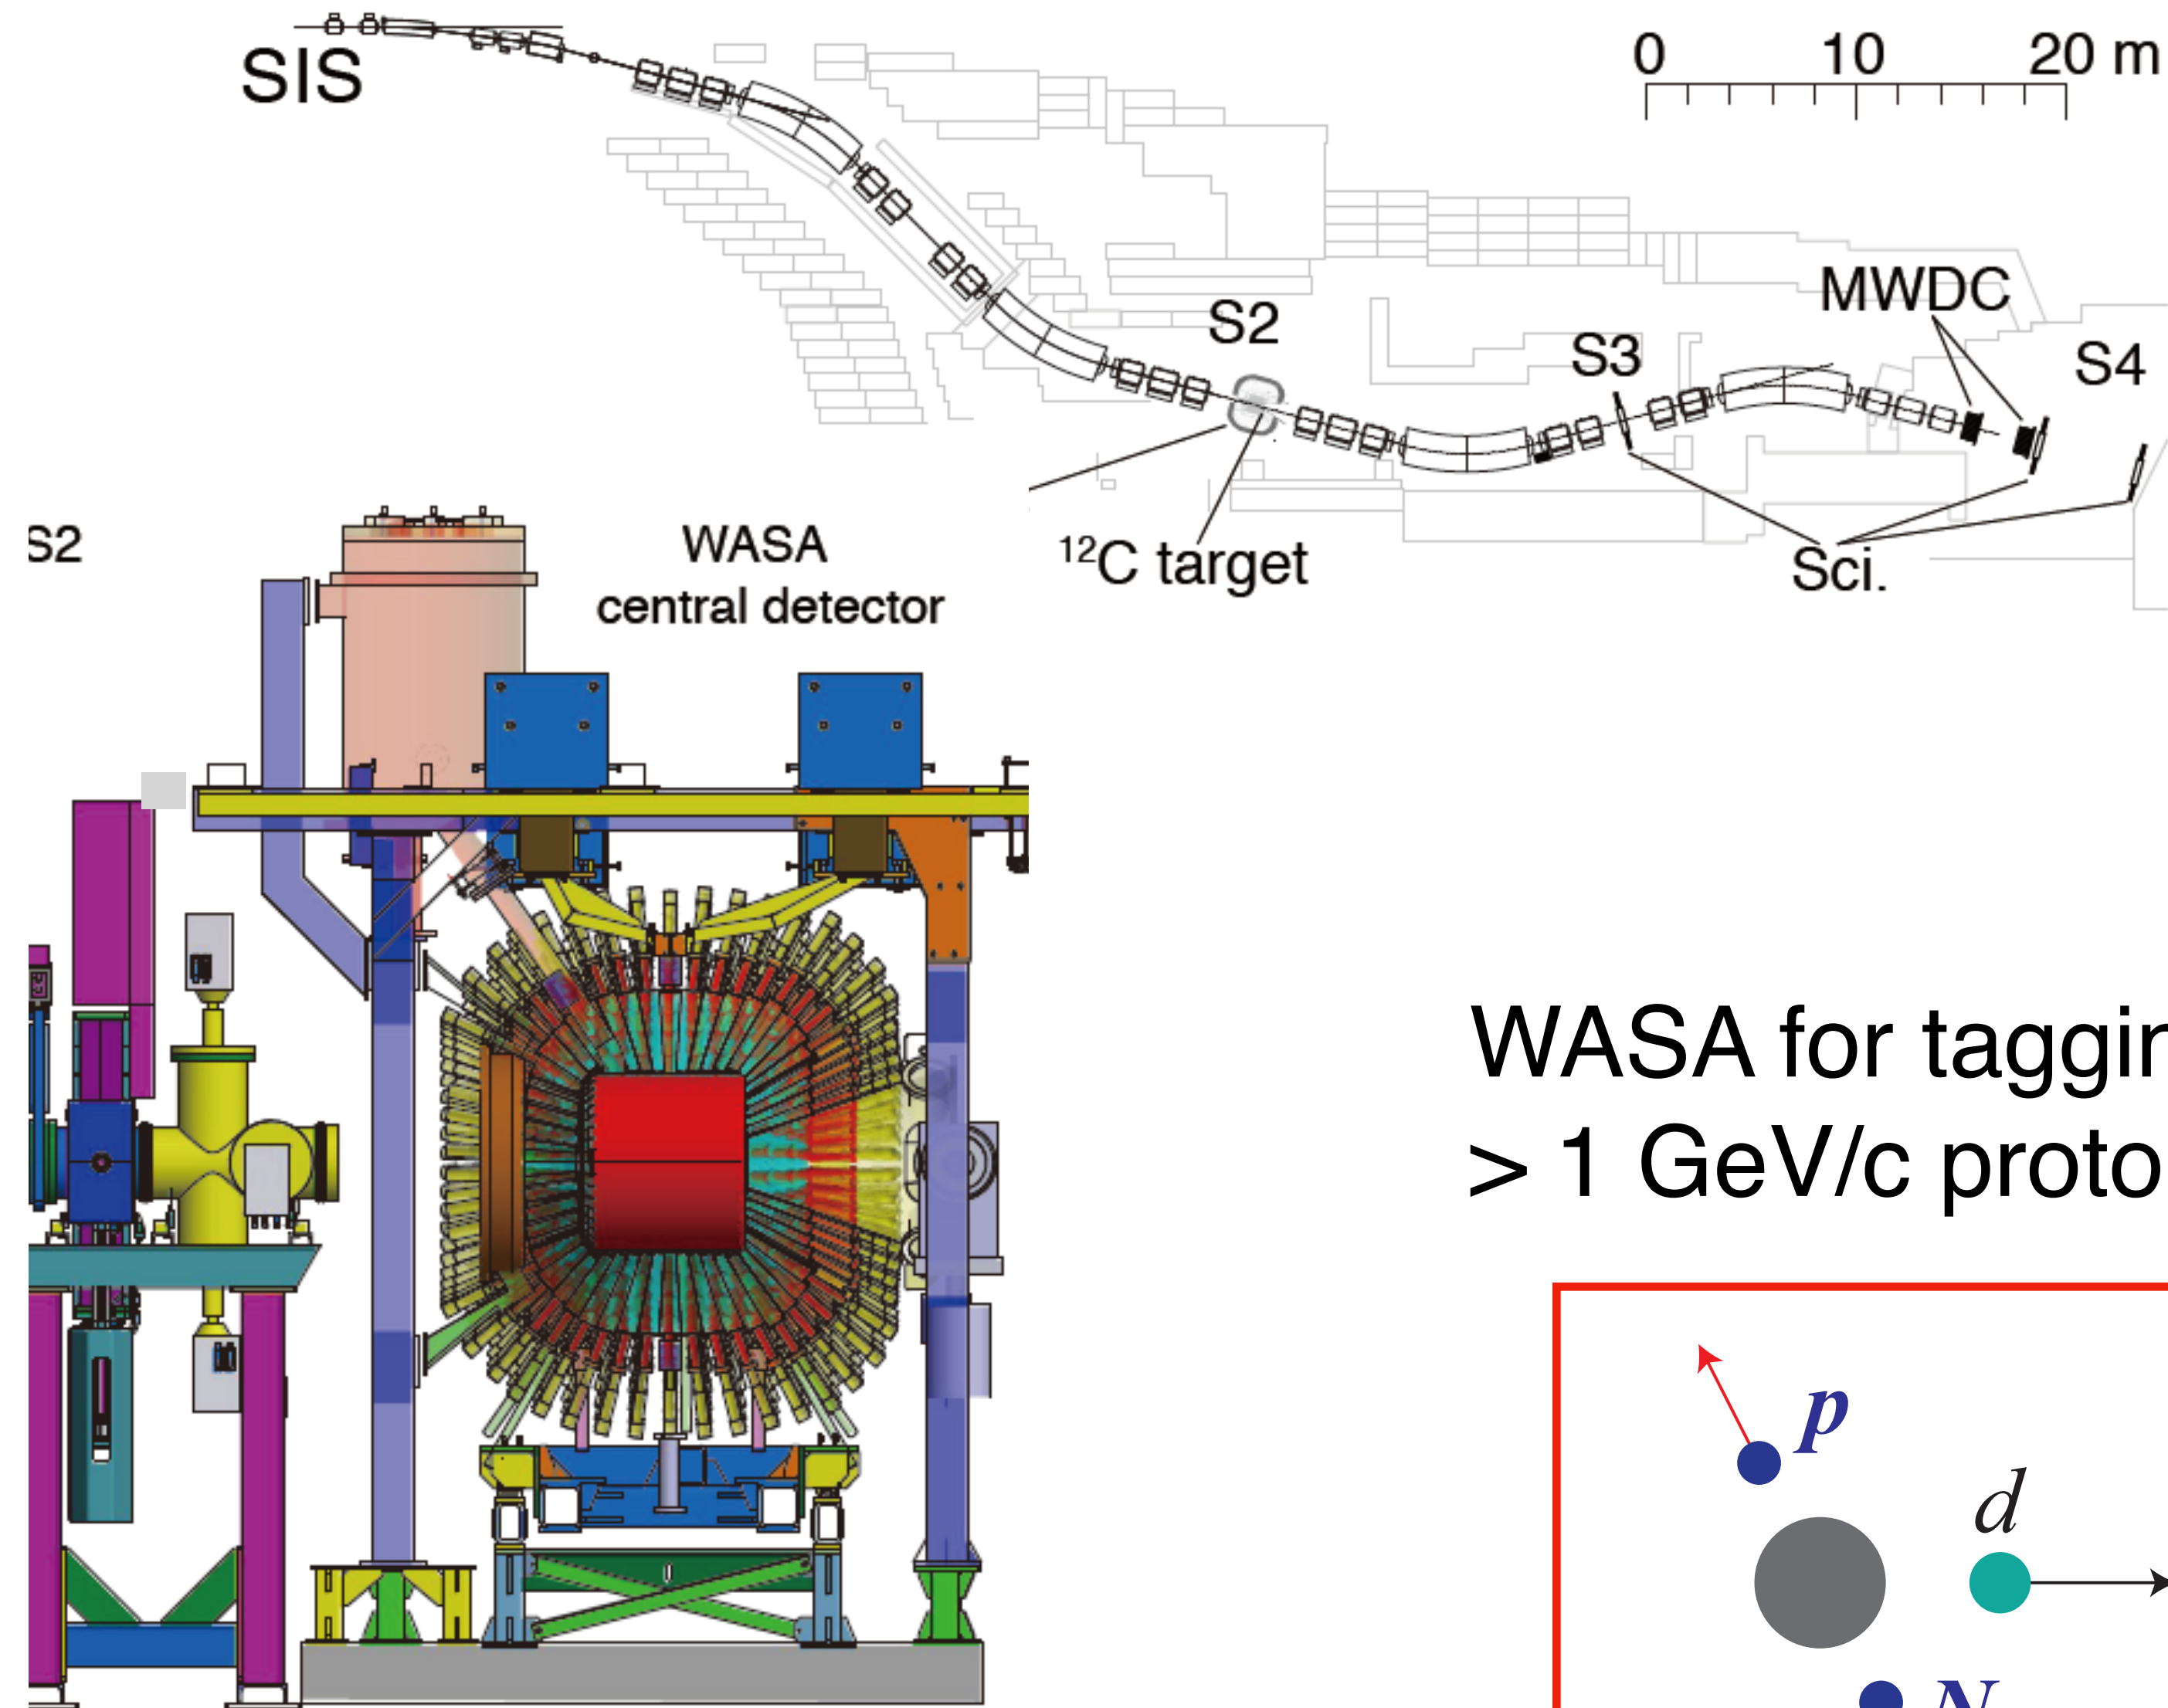 SIS
0 10 20 m
S2
MWDC
S3
S4
¹²C target
Sci.
S2
WASA
central detector
WASA for taggin
> 1 GeV/c proto
p
d
N